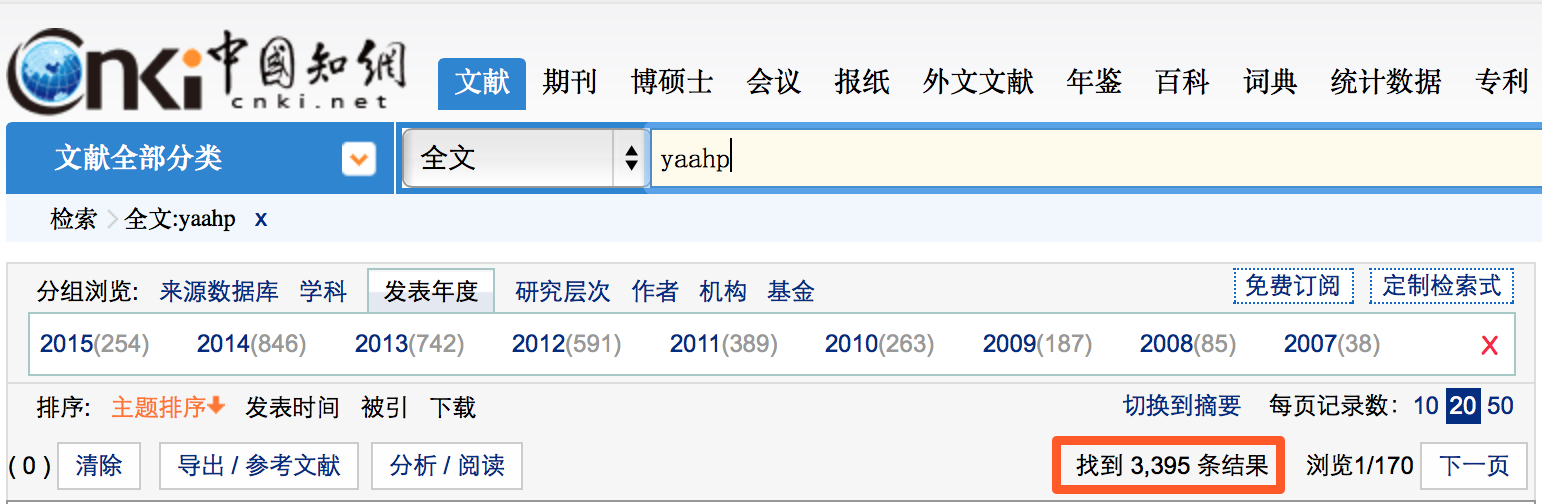 Cnki 中國知網
cnki.net
文献 期刊 博硕士 会议 报纸 外文文献 年鉴 百科 词典 统计数据 专利
文献全部分类 全文 yaahp
检索 > 全文:yaahp x
分组浏览: 来源数据库 学科 发表年度 研究层次 作者 机构 基金 免费订阅 定制检索式
2015(254) 2014(846) 2013(742) 2012(591) 2011(389) 2010(263) 2009(187) 2008(85) 2007(38) X
排序: 主题排序 发表时间 被引 下载 切换到摘要 每页记录数: 10 20 50
(0) 清除 导出 / 参考文献 分析 / 阅读 找到 3,395 条结果 浏览1/170 下一页